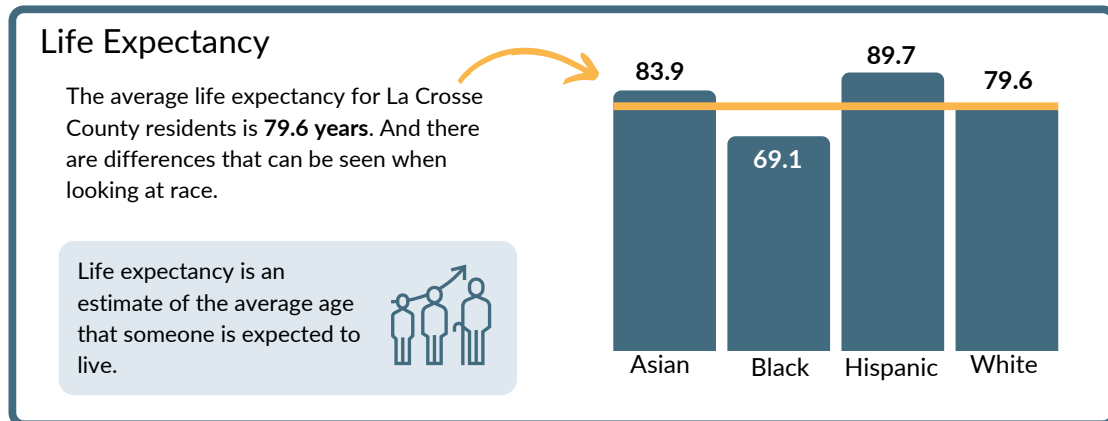 Life Expectancy
The average life expectancy for La Crosse
County residents is 79.6 years. And there
are differences that can be seen when
looking at race.
Life expectancy is an
estimate of the average age
that someone is expected to
live.
83.9
69.1
89.7
79.6
Asian
Black
Hispanic
White